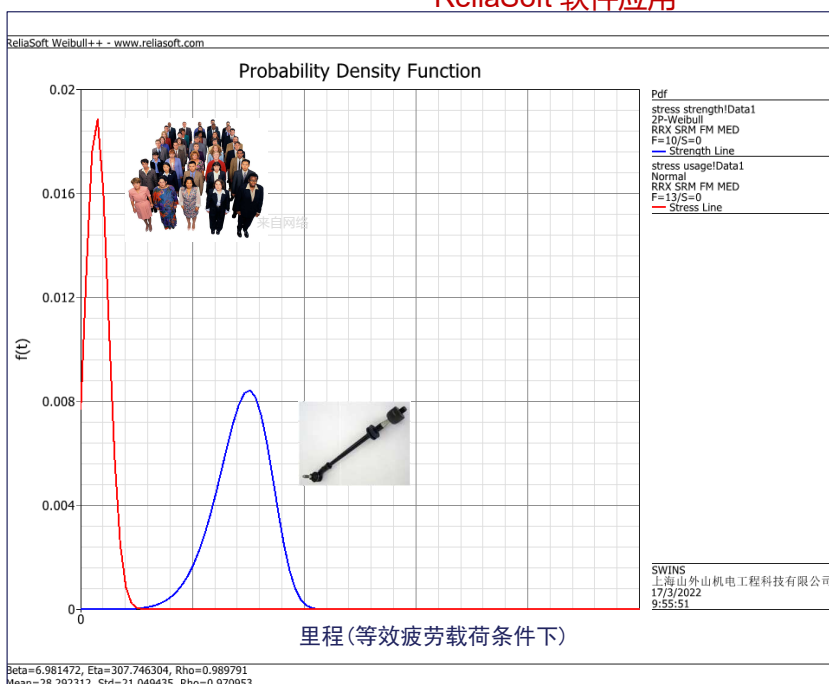 ReliaSoft 软件应用
ReliaSoft Weibull++ - www.reliasoft.com
Probability Density Function
Pdf
stress strength!Data1
2P-Weibull
RRX SRM FM MED
F=10/S=0
Strength Line
stress usage!Data1
Normal
RRX SRM FM MED
F=13/S=0
Stress Line
0.02
0.016
0.012
0.008
0.004
0
0
f(t)
来自网络
里程(等效疲劳载荷条件下)
SWINS
上海山外山机电工程科技有限公司
17/3/2022
9:55:51
Beta=6.981472, Eta=307.746304, Rho=0.989791
Mean=28.292312, Std=21.049435, Rho=0.970953